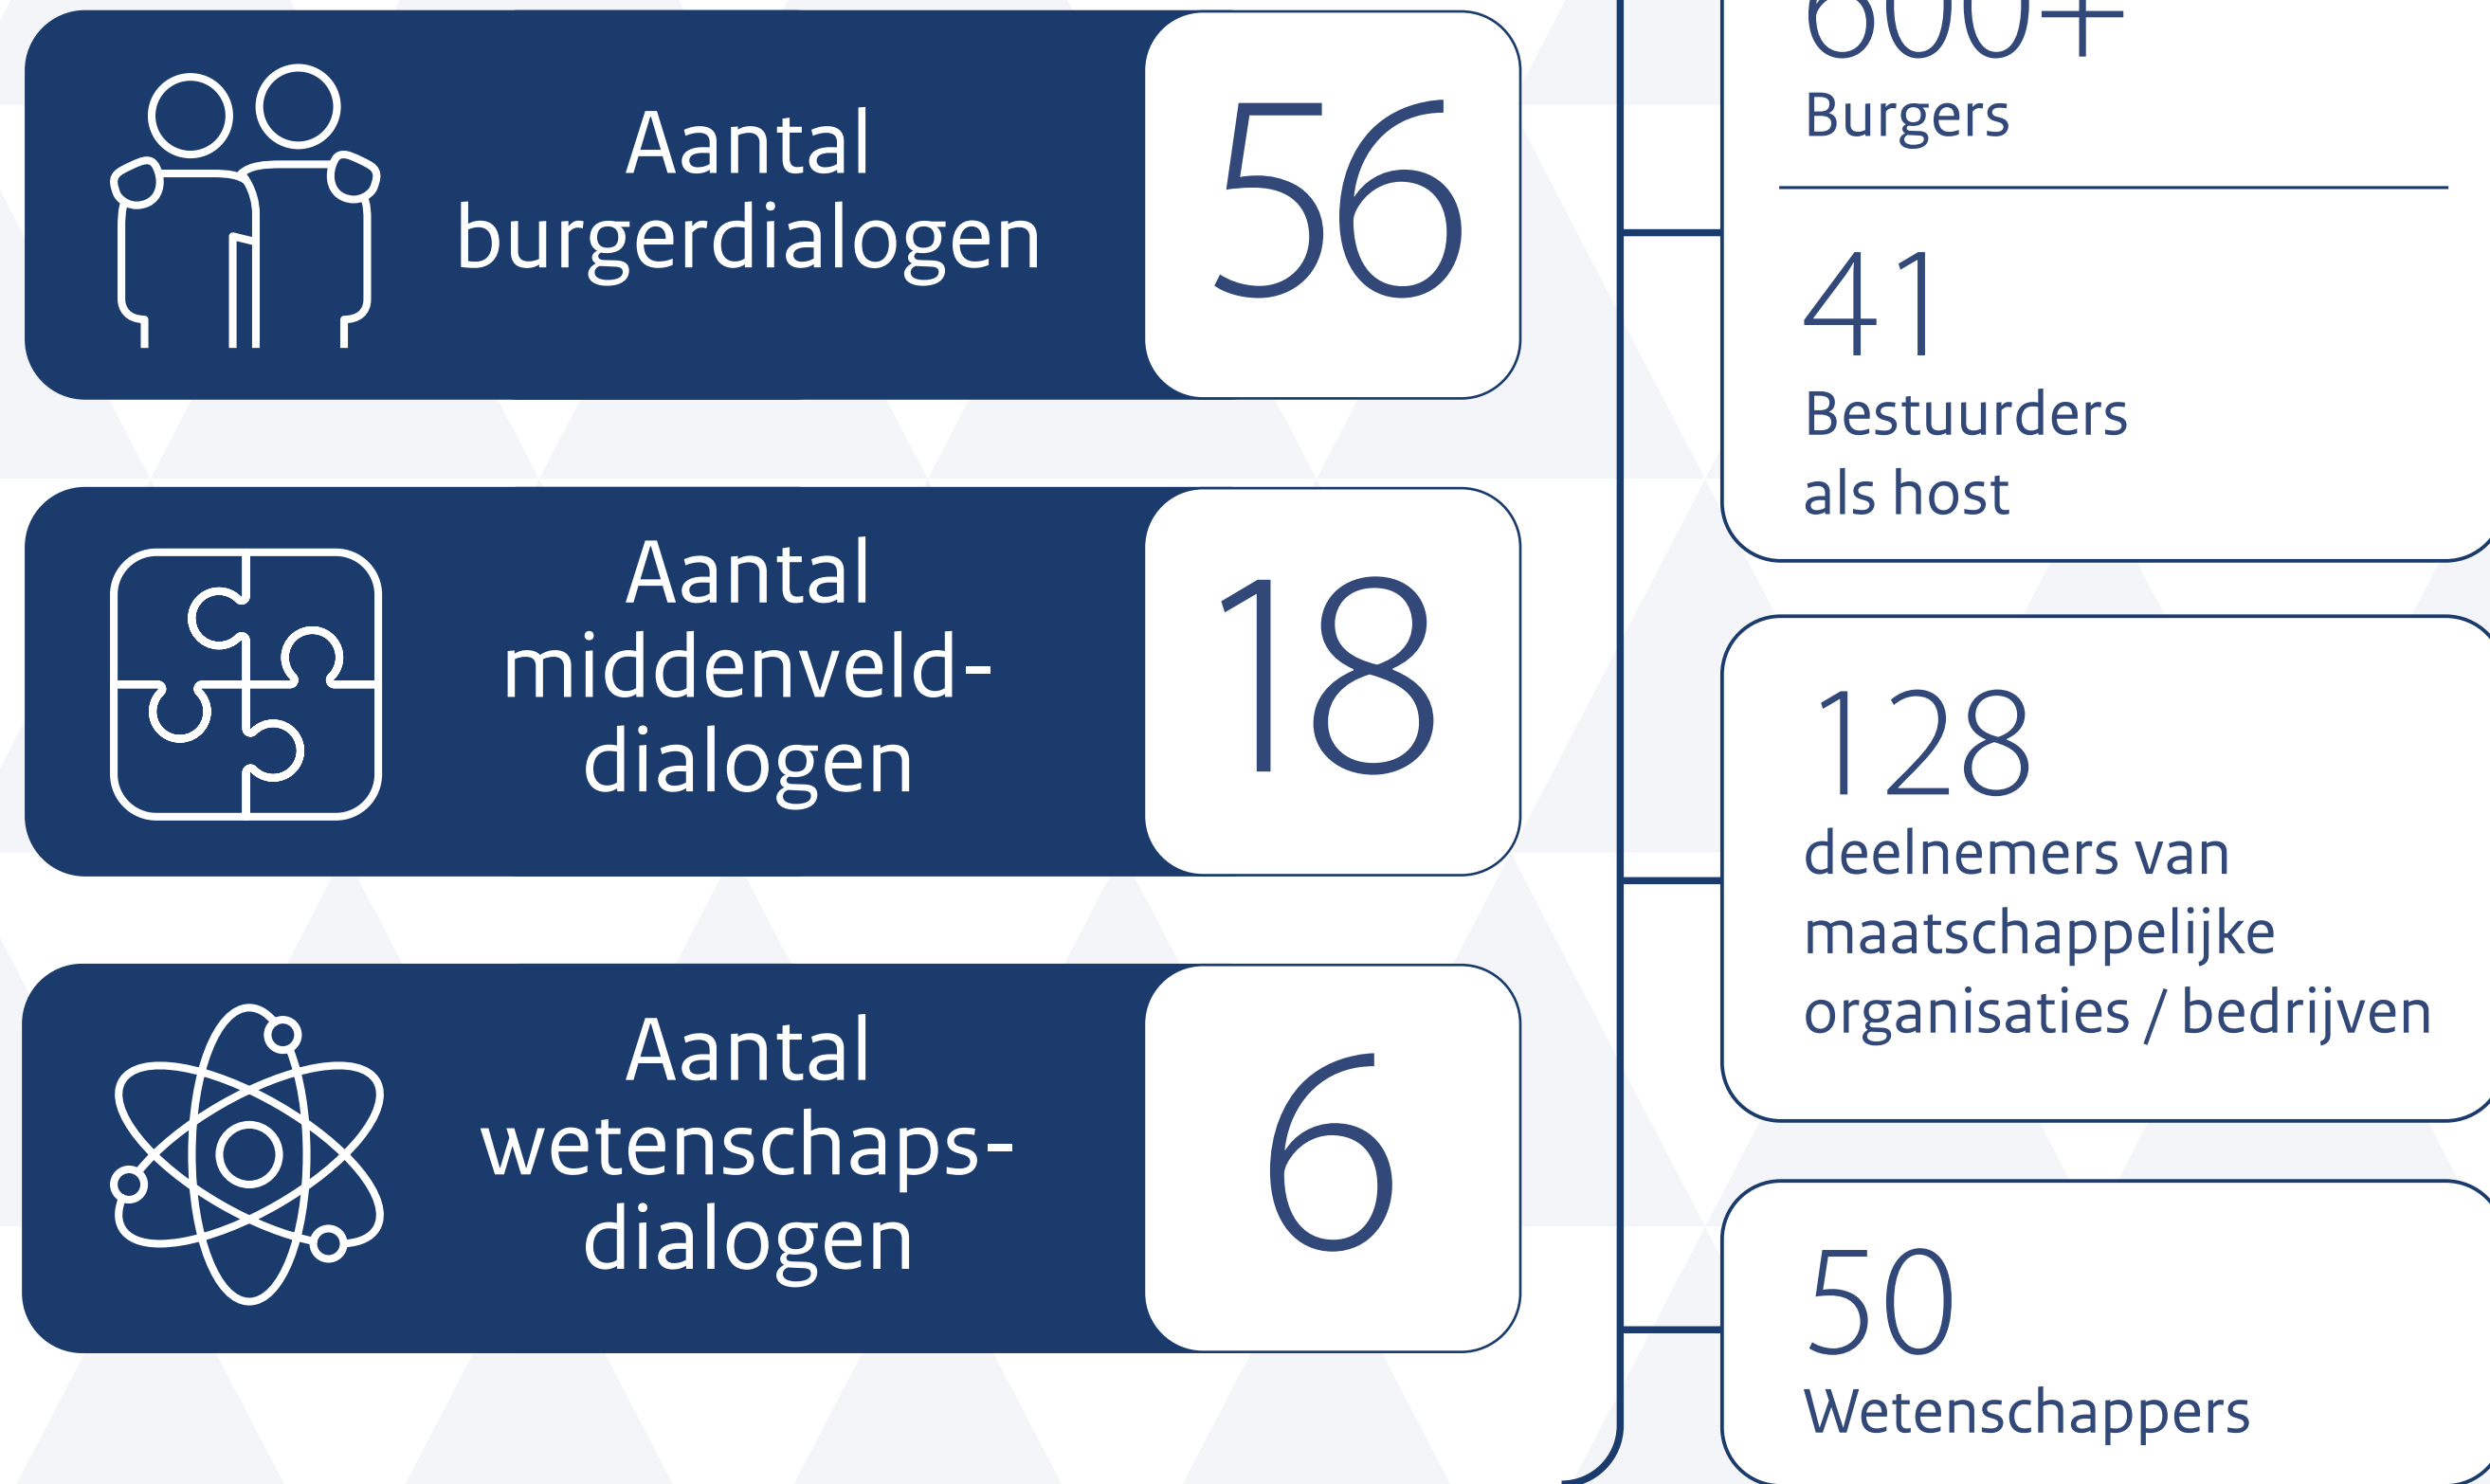 Aantal
burgerdialogen
56
Aantal
middenveld-
dialogen
18
Aantal
wetenschaps-
dialogen
6
600+
Burgers
41
Bestuurders
als host
128
deelnemers van
maatschappelijke
organisaties / bedrijven
50
Wetenschappers